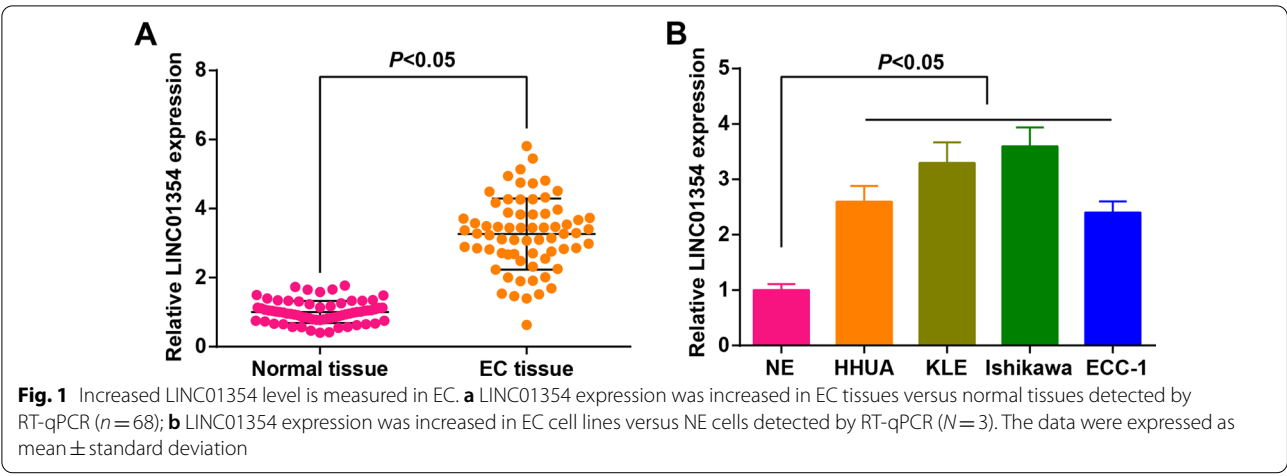 A
B
Relative LINC01354 expression
8
6
4
2
0
P<0.05
Normal tissue
EC tissue
Relative LINC01354 expression
5
4
3
2
1
0
P<0.05
NE
HHUA
KLE
Ishikawa
ECC-1
Fig. 1 Increased LINC01354 level is measured in EC. a LINC01354 expression was increased in EC tissues versus normal tissues detected by
RT-qPCR (n = 68); b LINC01354 expression was increased in EC cell lines versus NE cells detected by RT-qPCR (N = 3). The data were expressed as
mean ± standard deviation